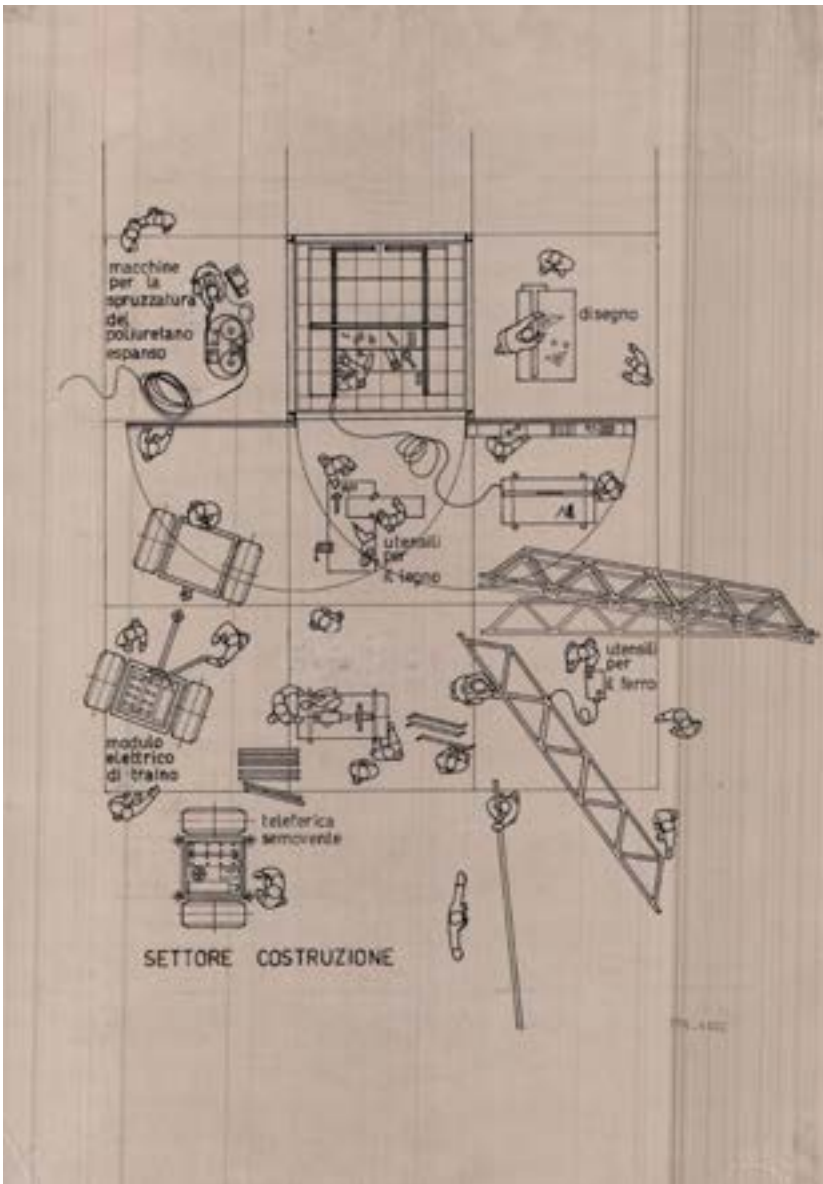 macchine
per la
spruzzatura
del
poliuretano
espanso
disegno
utensili
per
il legno
utensili
per
il ferro
modulo
elettrico
di traino
teleferica
semovente
SETTORE COSTRUZIONE